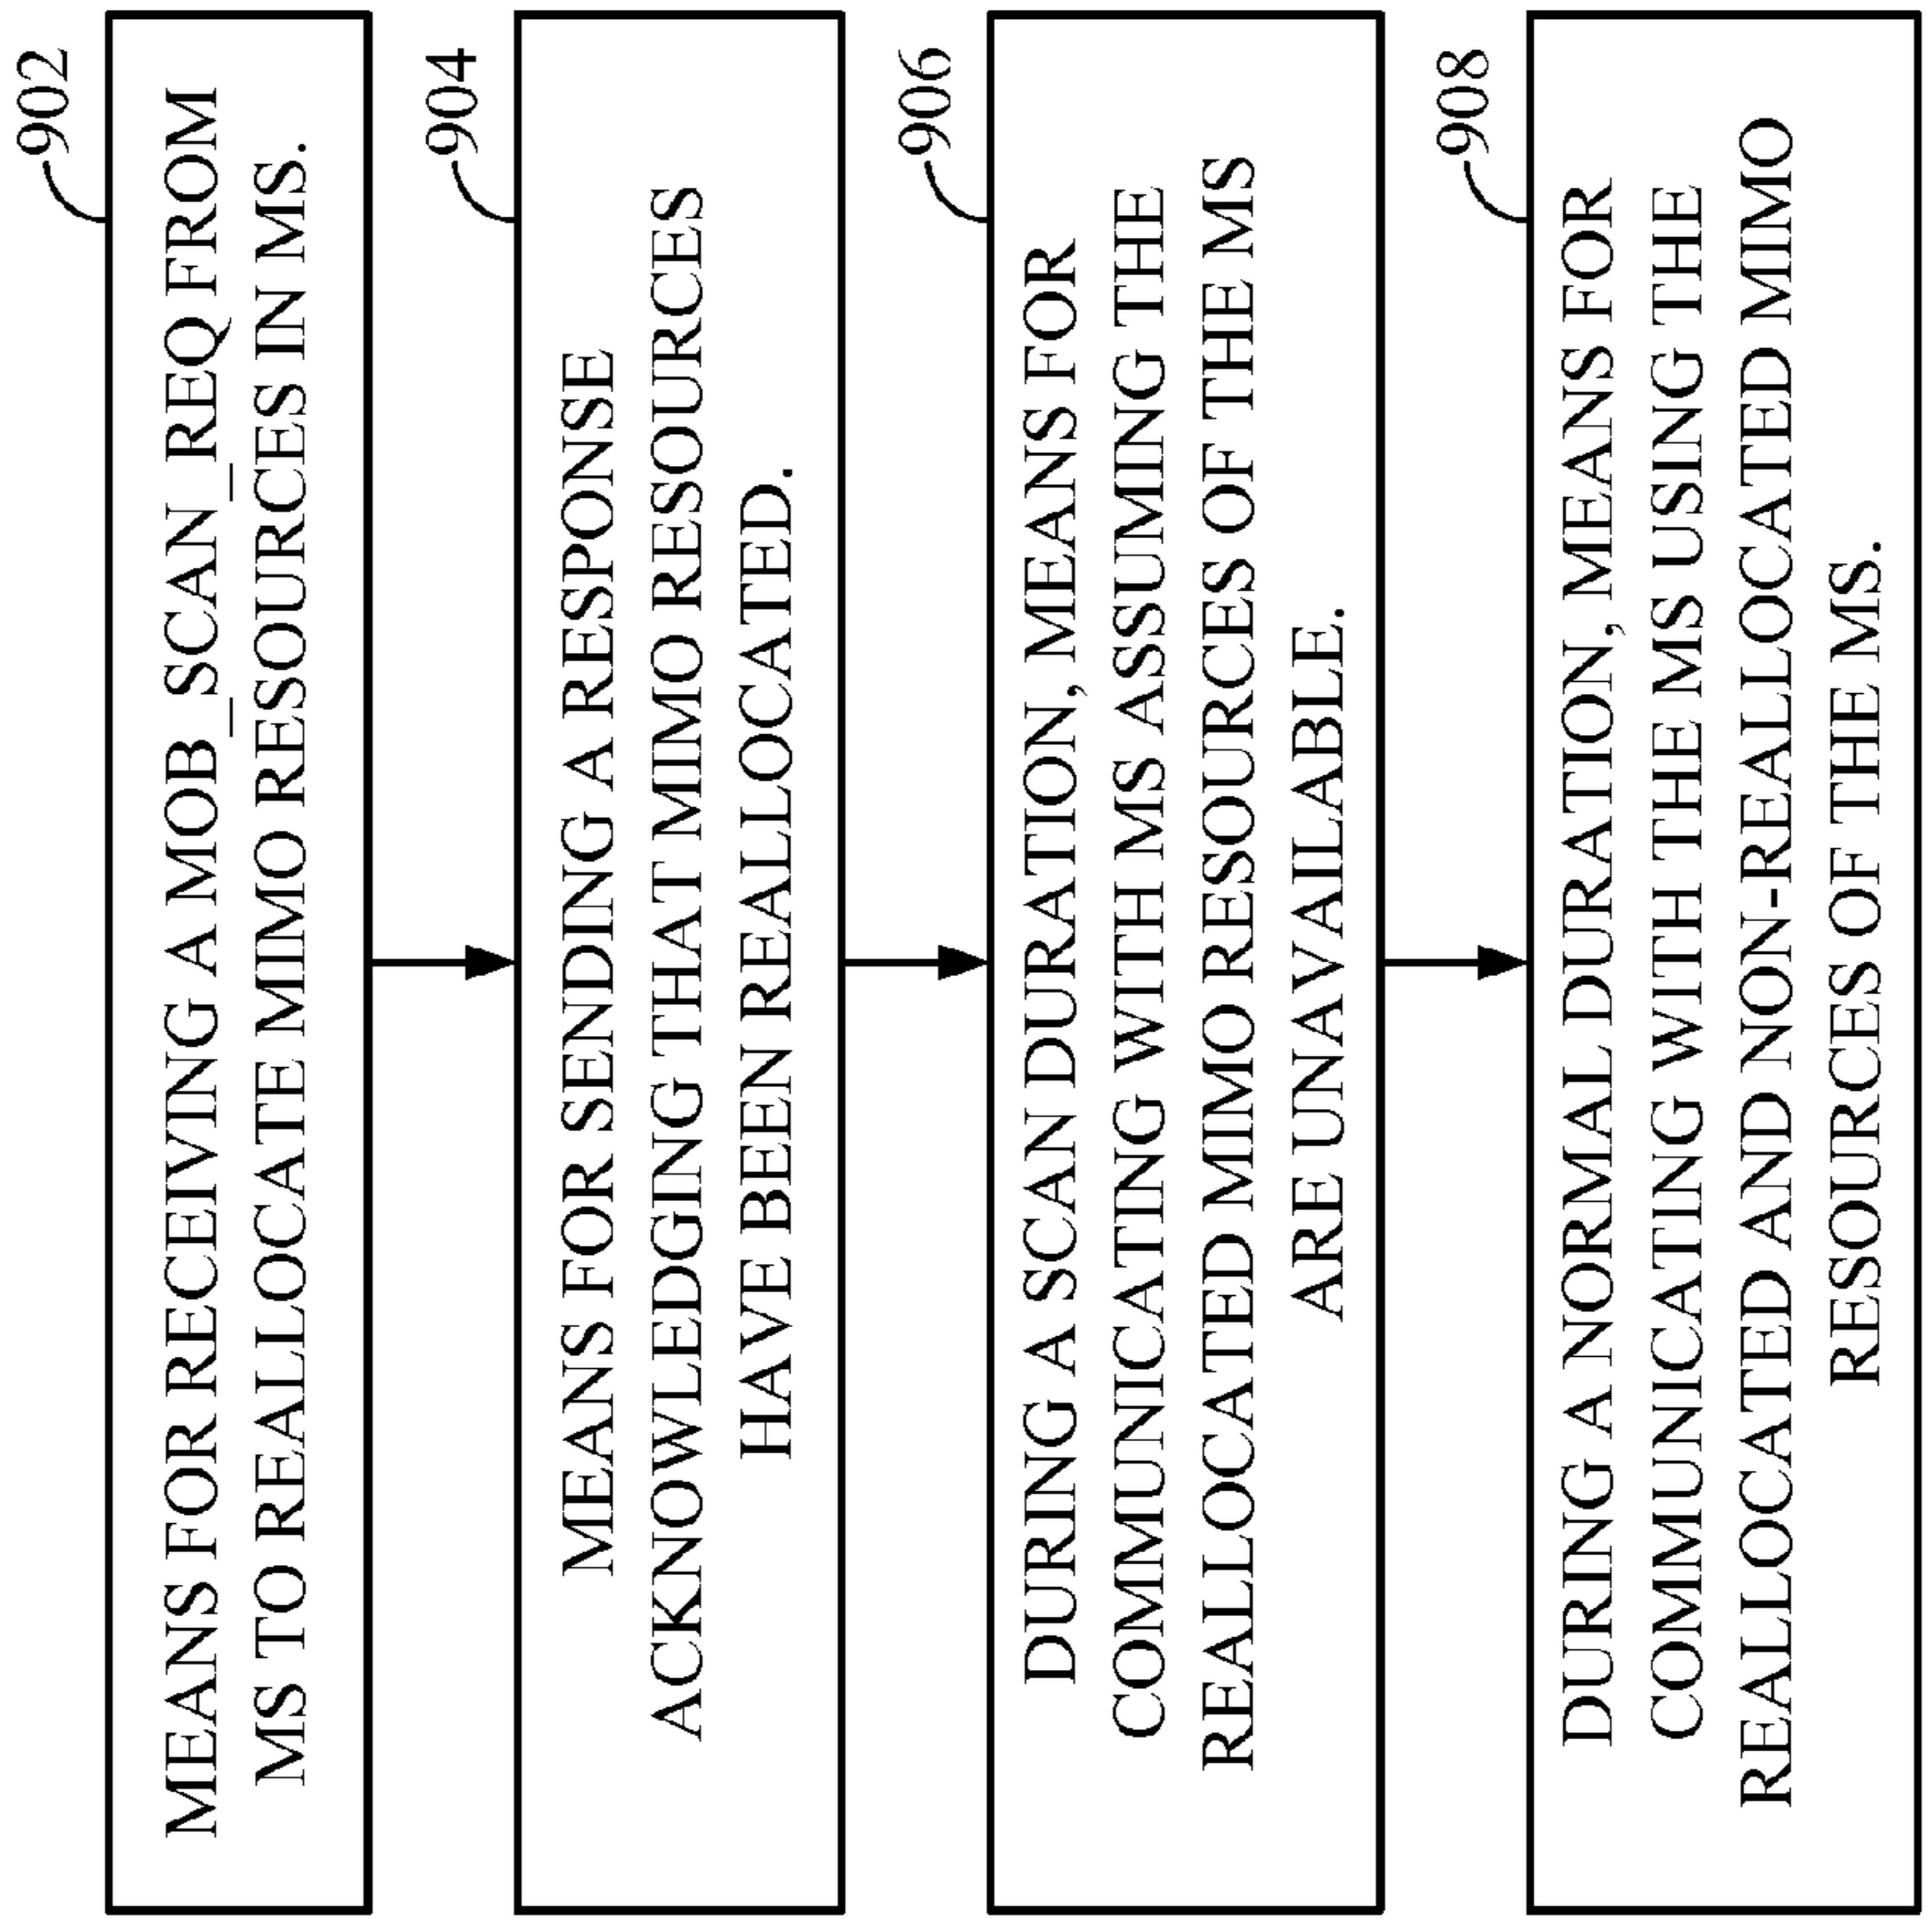 902
MEANS FOR RECEIVING A MOB_SCAN_REQ FROM
MS TO REALLOCATE MIMO RESOURCES IN MS.
904
MEANS FOR SENDING A RESPONSE
ACKNOWLEDGING THAT MIMO RESOURCES
HAVE BEEN REALLOCATED.
906
DURING A SCAN DURATION, MEANS FOR
COMMUNICATING WITH MS ASSUMING THE
REALLOCATED MIMO RESOURCES OF THE MS
ARE UNAVAILABLE.
908
DURING A NORMAL DURATION, MEANS FOR
COMMUNICATING WITH THE MS USING THE
REALLOCATED AND NON-REALLOCATED MIMO
RESOURCES OF THE MS.